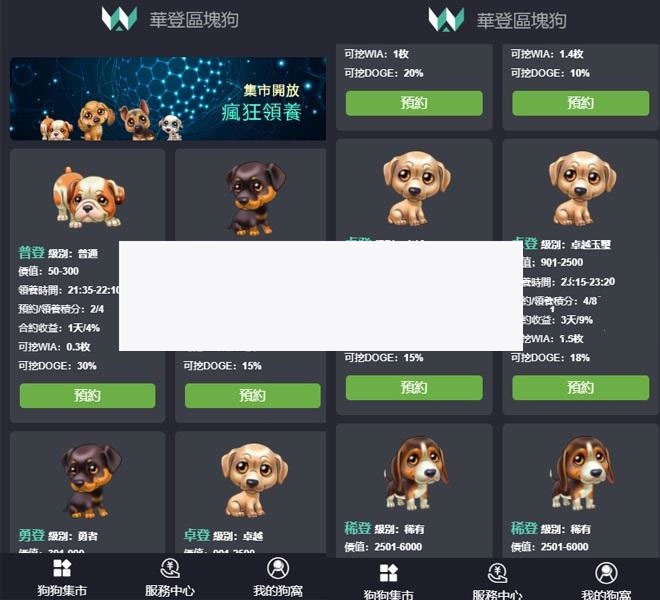 華登區塊狗
集市開放
瘋狂領養
普登 級別：普通
價值：50-300
領養時間：21:35-22:10
預約/領養積分：2/4
合約收益：1天/4%
可挖WIA：0.3枚
可挖DOGE：30%
預約
可挖DOGE：15%
預約
勇登 級別：勇者
價值：301-900
卓登 級別：卓越
價值：901-2500
狗狗集市
服務中心
我的狗窩
華登區塊狗
可挖WIA：1枚
可挖DOGE：20%
預約
可挖WIA：1.4枚
可挖DOGE：10%
預約
可挖DOGE：15%
預約
卓登 級別：卓越玉璽
值：901-2500
養時間：23:15-23:20
約/領養積分：4/8
約收益：3天/9%
挖WIA：1.5枚
可挖DOGE：18%
預約
稀登 級別：稀有
價值：2501-6000
稀登 級別：稀有
價值：2501-6000
狗狗集市
服務中心
我的狗窩